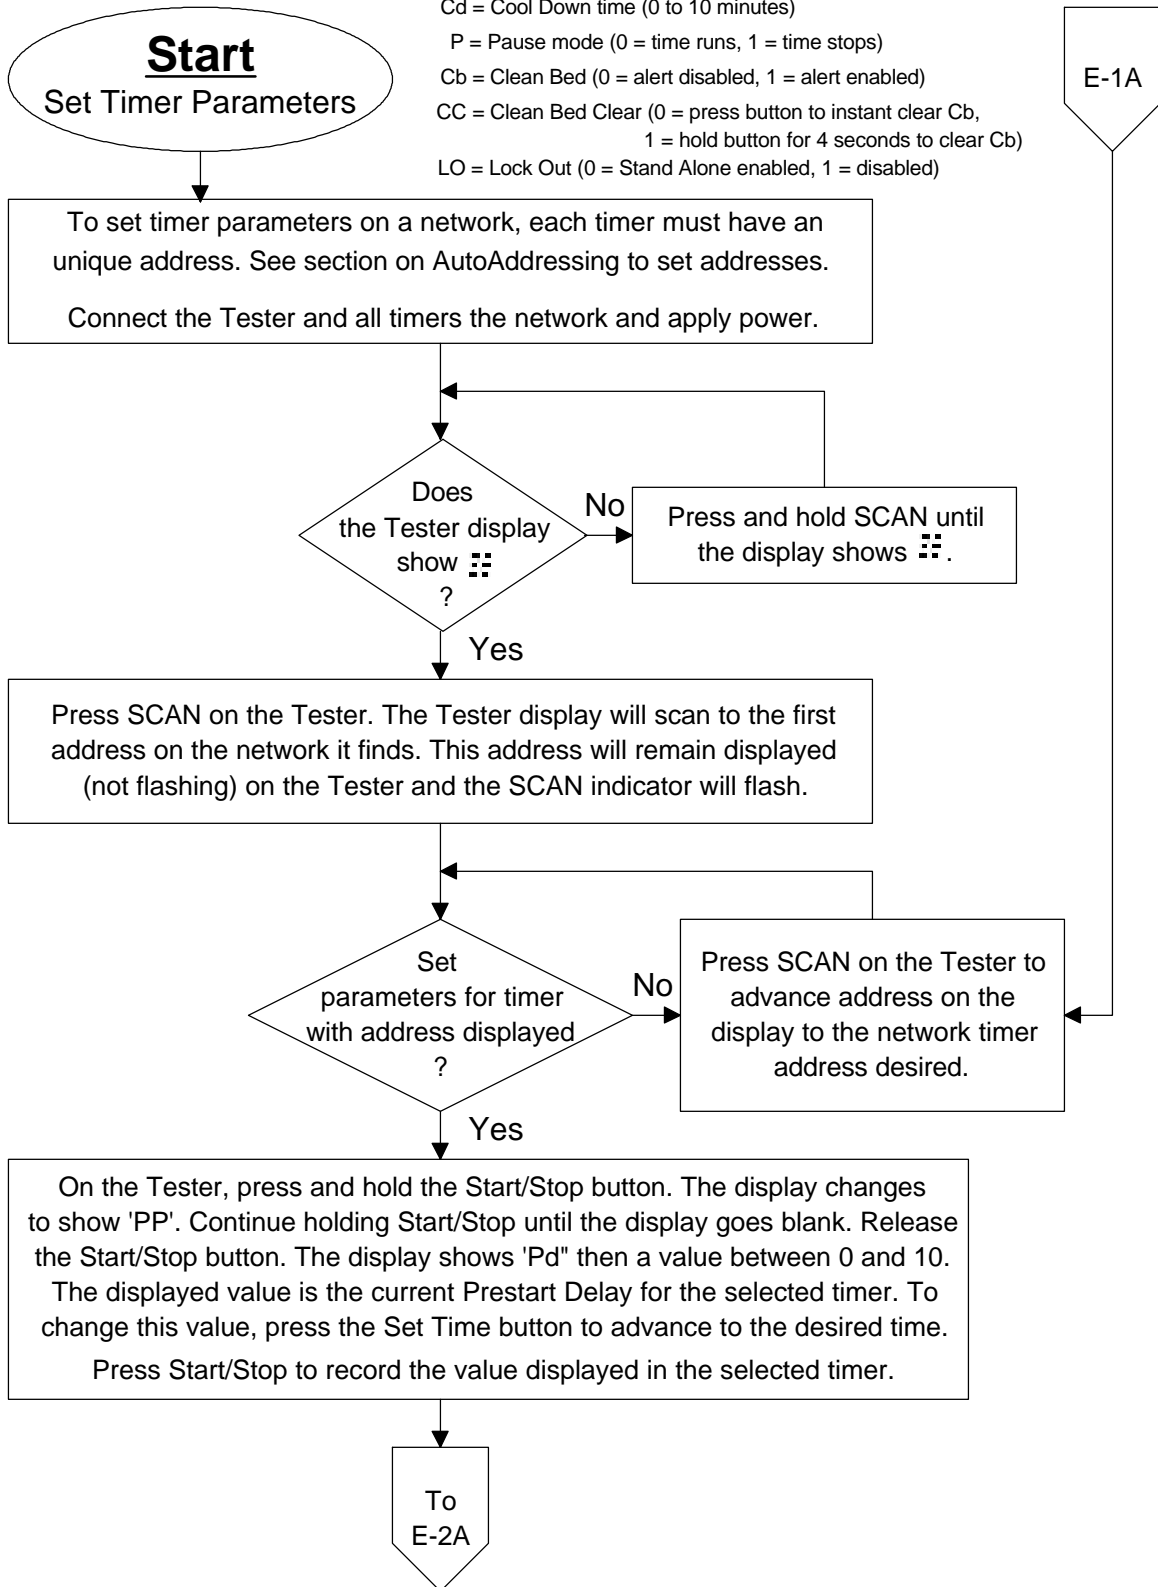 Cd = Cool Down time (0 to 10 minutes)
P = Pause mode (0 = time runs, 1 = time stops)
Cb = Clean Bed (0 = alert disabled, 1 = alert enabled)
CC = Clean Bed Clear (0 = press button to instant clear Cb,
1 = hold button for 4 seconds to clear Cb)
LO = Lock Out (0 = Stand Alone enabled, 1 = disabled)
Start
Set Timer Parameters
E-1A
To set timer parameters on a network, each timer must have an
unique address. See section on AutoAddressing to set addresses.
Connect the Tester and all timers the network and apply power.
Does
the Tester display
show
?
No
Press and hold SCAN until
the display shows .
Yes
Press SCAN on the Tester. The Tester display will scan to the first
address on the network it finds. This address will remain displayed
(not flashing) on the Tester and the SCAN indicator will flash.
Set
parameters for timer
with address displayed
?
No
Press SCAN on the Tester to
advance address on the
display to the network timer
address desired.
Yes
On the Tester, press and hold the Start/Stop button. The display changes
to show 'PP'. Continue holding Start/Stop until the display goes blank. Release
the Start/Stop button. The display shows 'Pd" then a value between 0 and 10.
The displayed value is the current Prestart Delay for the selected timer. To
change this value, press the Set Time button to advance to the desired time.
Press Start/Stop to record the value displayed in the selected timer.
To
E-2A